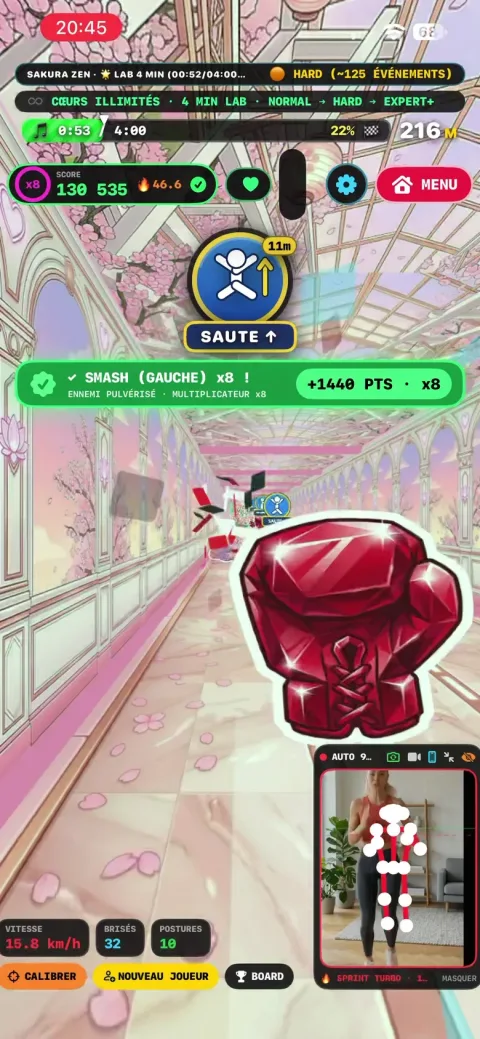 20:45
68
SAKURA ZEN · 🌟 LAB 4 MIN (00:52/04:00...
HARD (~125 ÉVÉNEMENTS)
CŒURS ILLIMITÉS · 4 MIN LAB · NORMAL → HARD → EXPERT+
0:53 / 4:00
22%
216 M
x8
SCORE
130 535
🔥46.6
MENU
11m
SAUTE ↑
✓ SMASH (GAUCHE) x8 !
ENNEMI PULVÉRISÉ · MULTIPLICATEUR x8
+1440 PTS · x8
AUTO 9…
VITESSE
15.8 km/h
BRISÉS
32
POSTURES
10
🔥 SPRINT TURBO · 1…
MASQUER
CALIBRER
NOUVEAU JOUEUR
BOARD